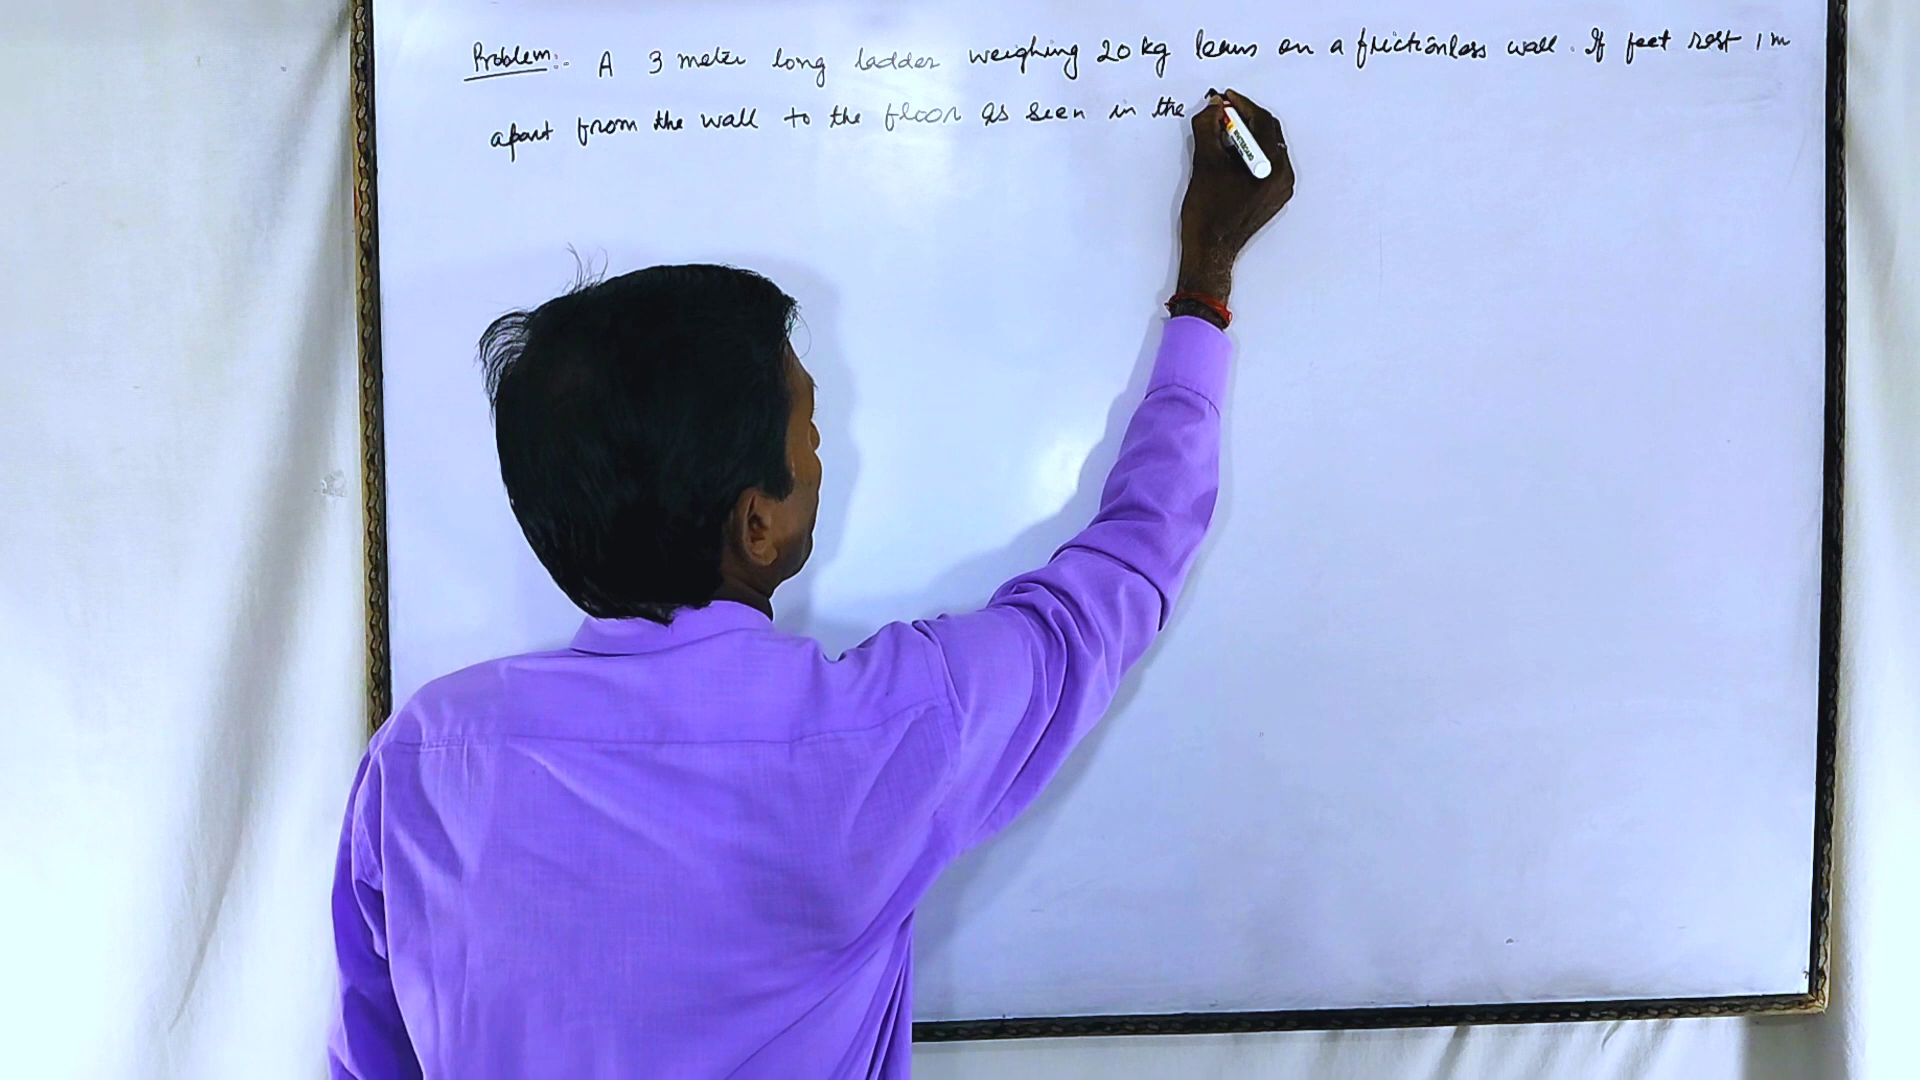 Problem:- A 3 meter long ladder weighing 20 kg leans on a frictionless wall. If feet rest 1 m
apart from the wall to the floor as seen in the